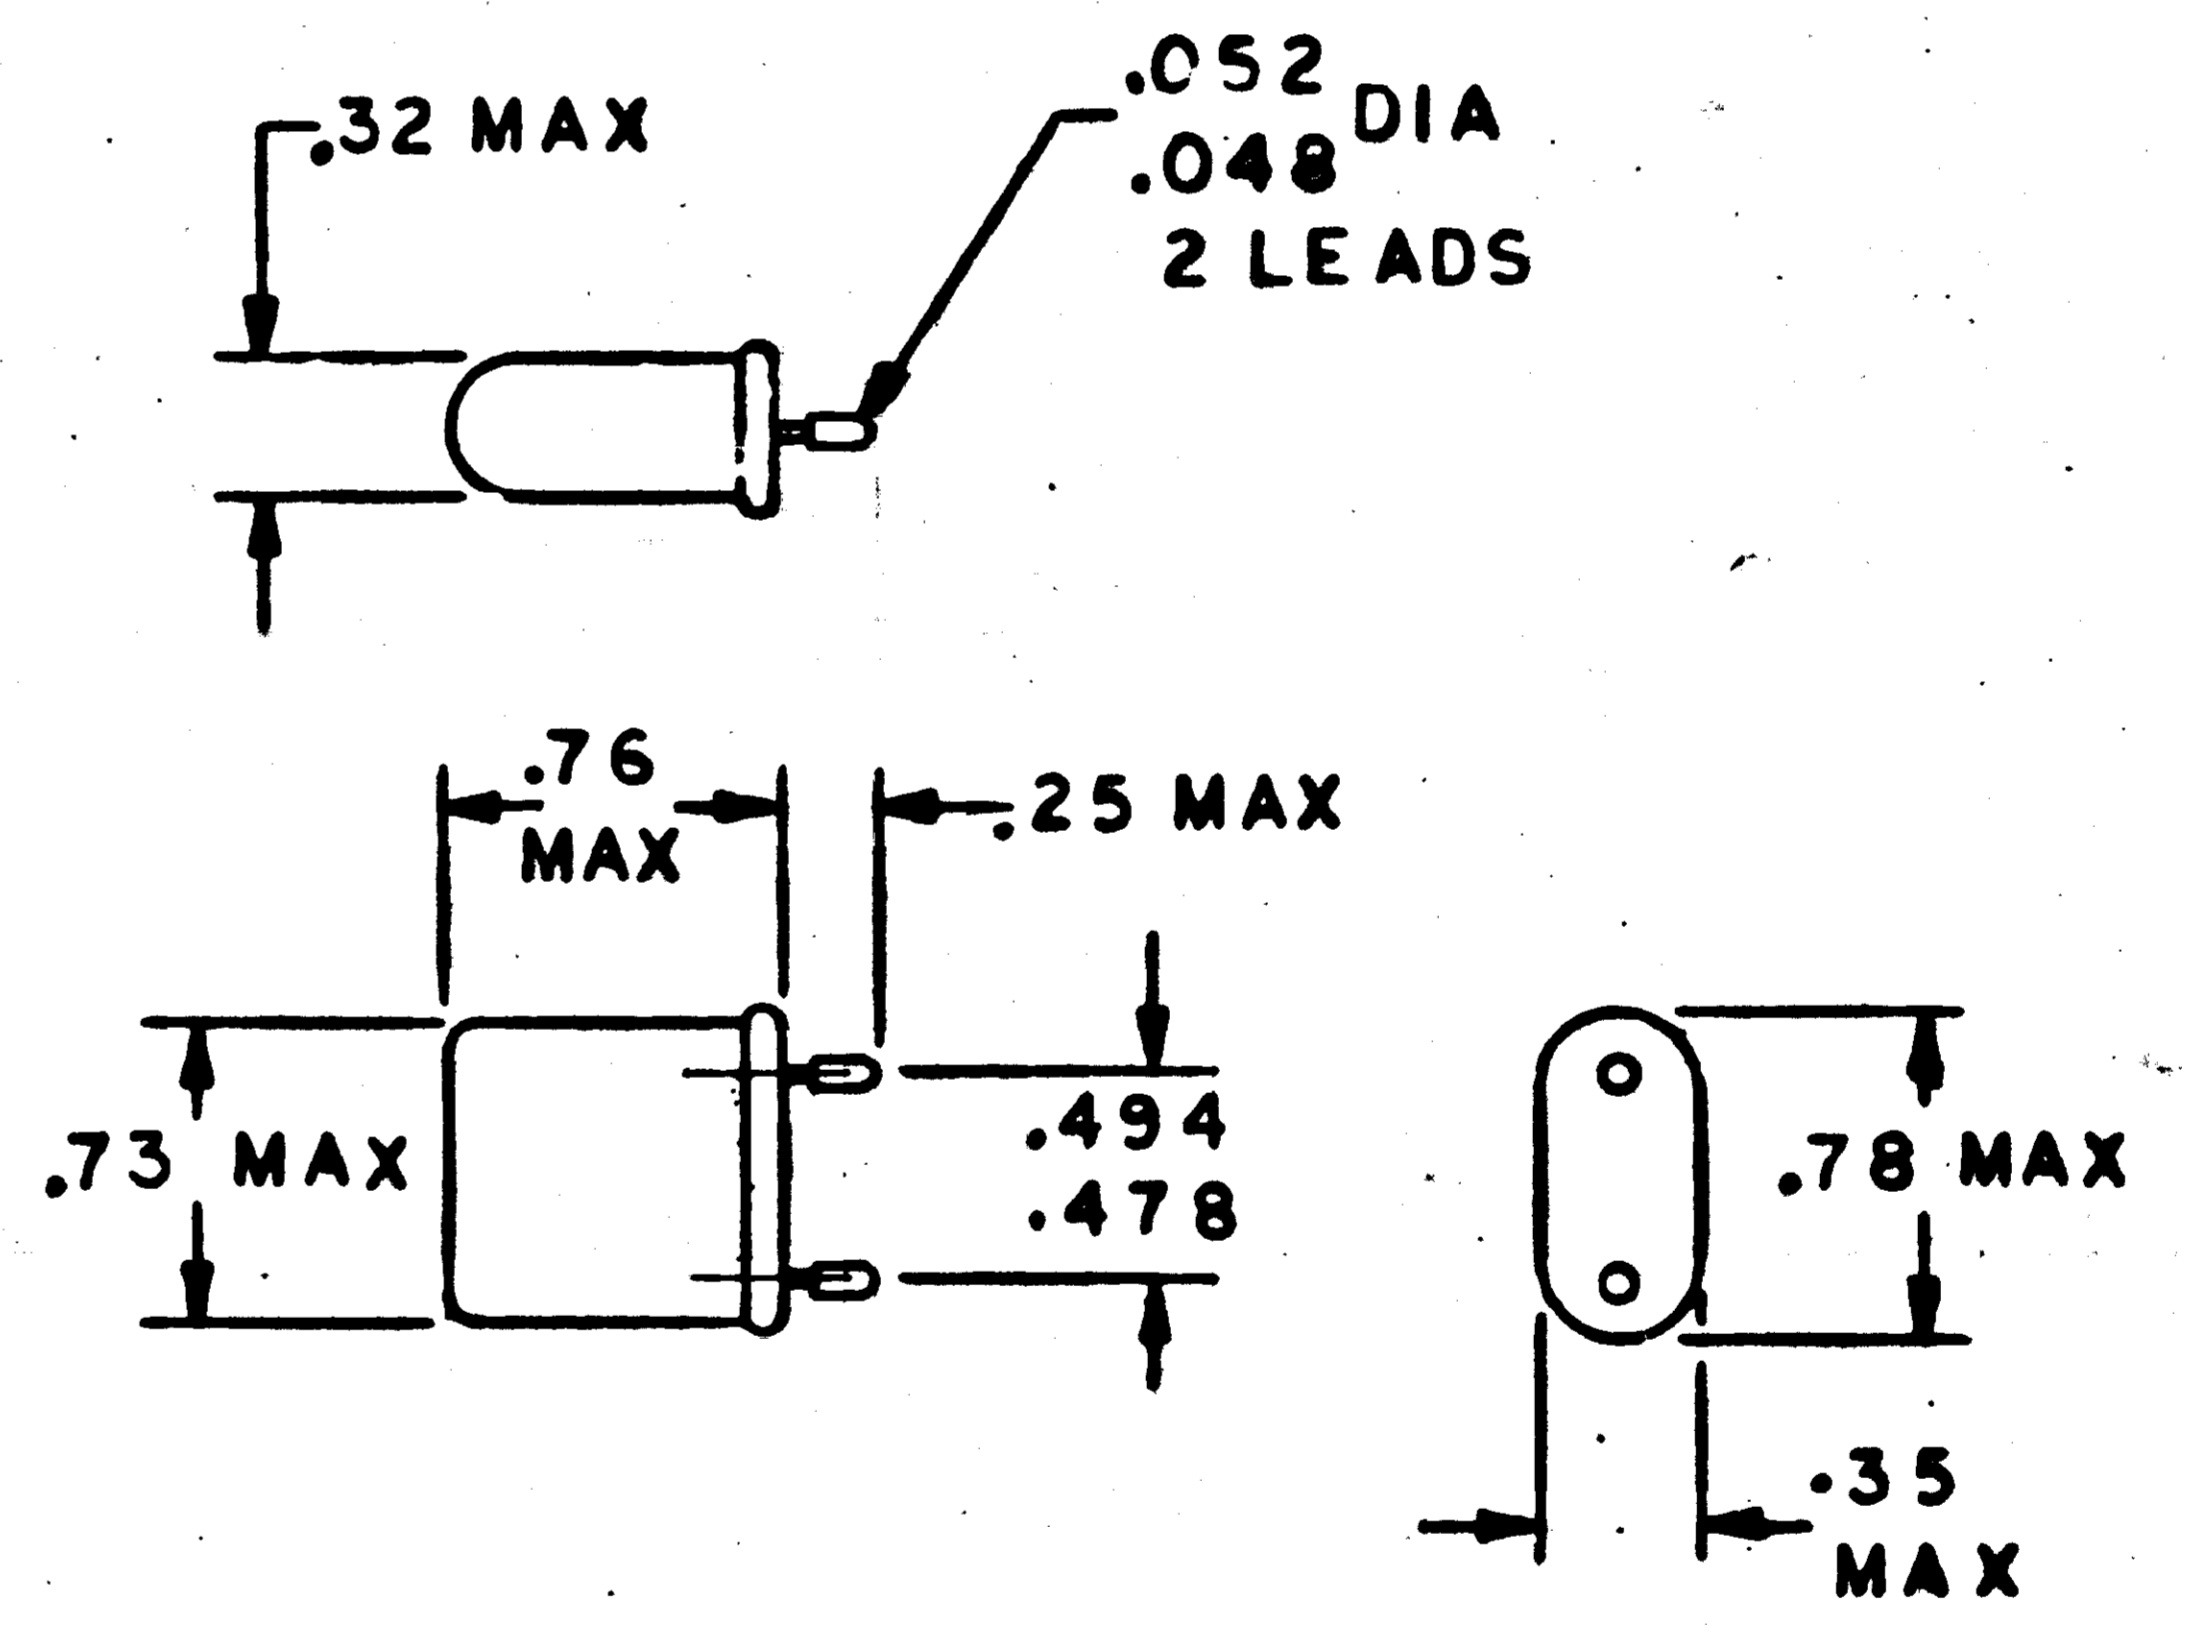 .32 MAX
.052
.048 DIA
2 LEADS
.76
MAX
.25 MAX
.494
.478
.73 MAX
.78 MAX
.35
MAX